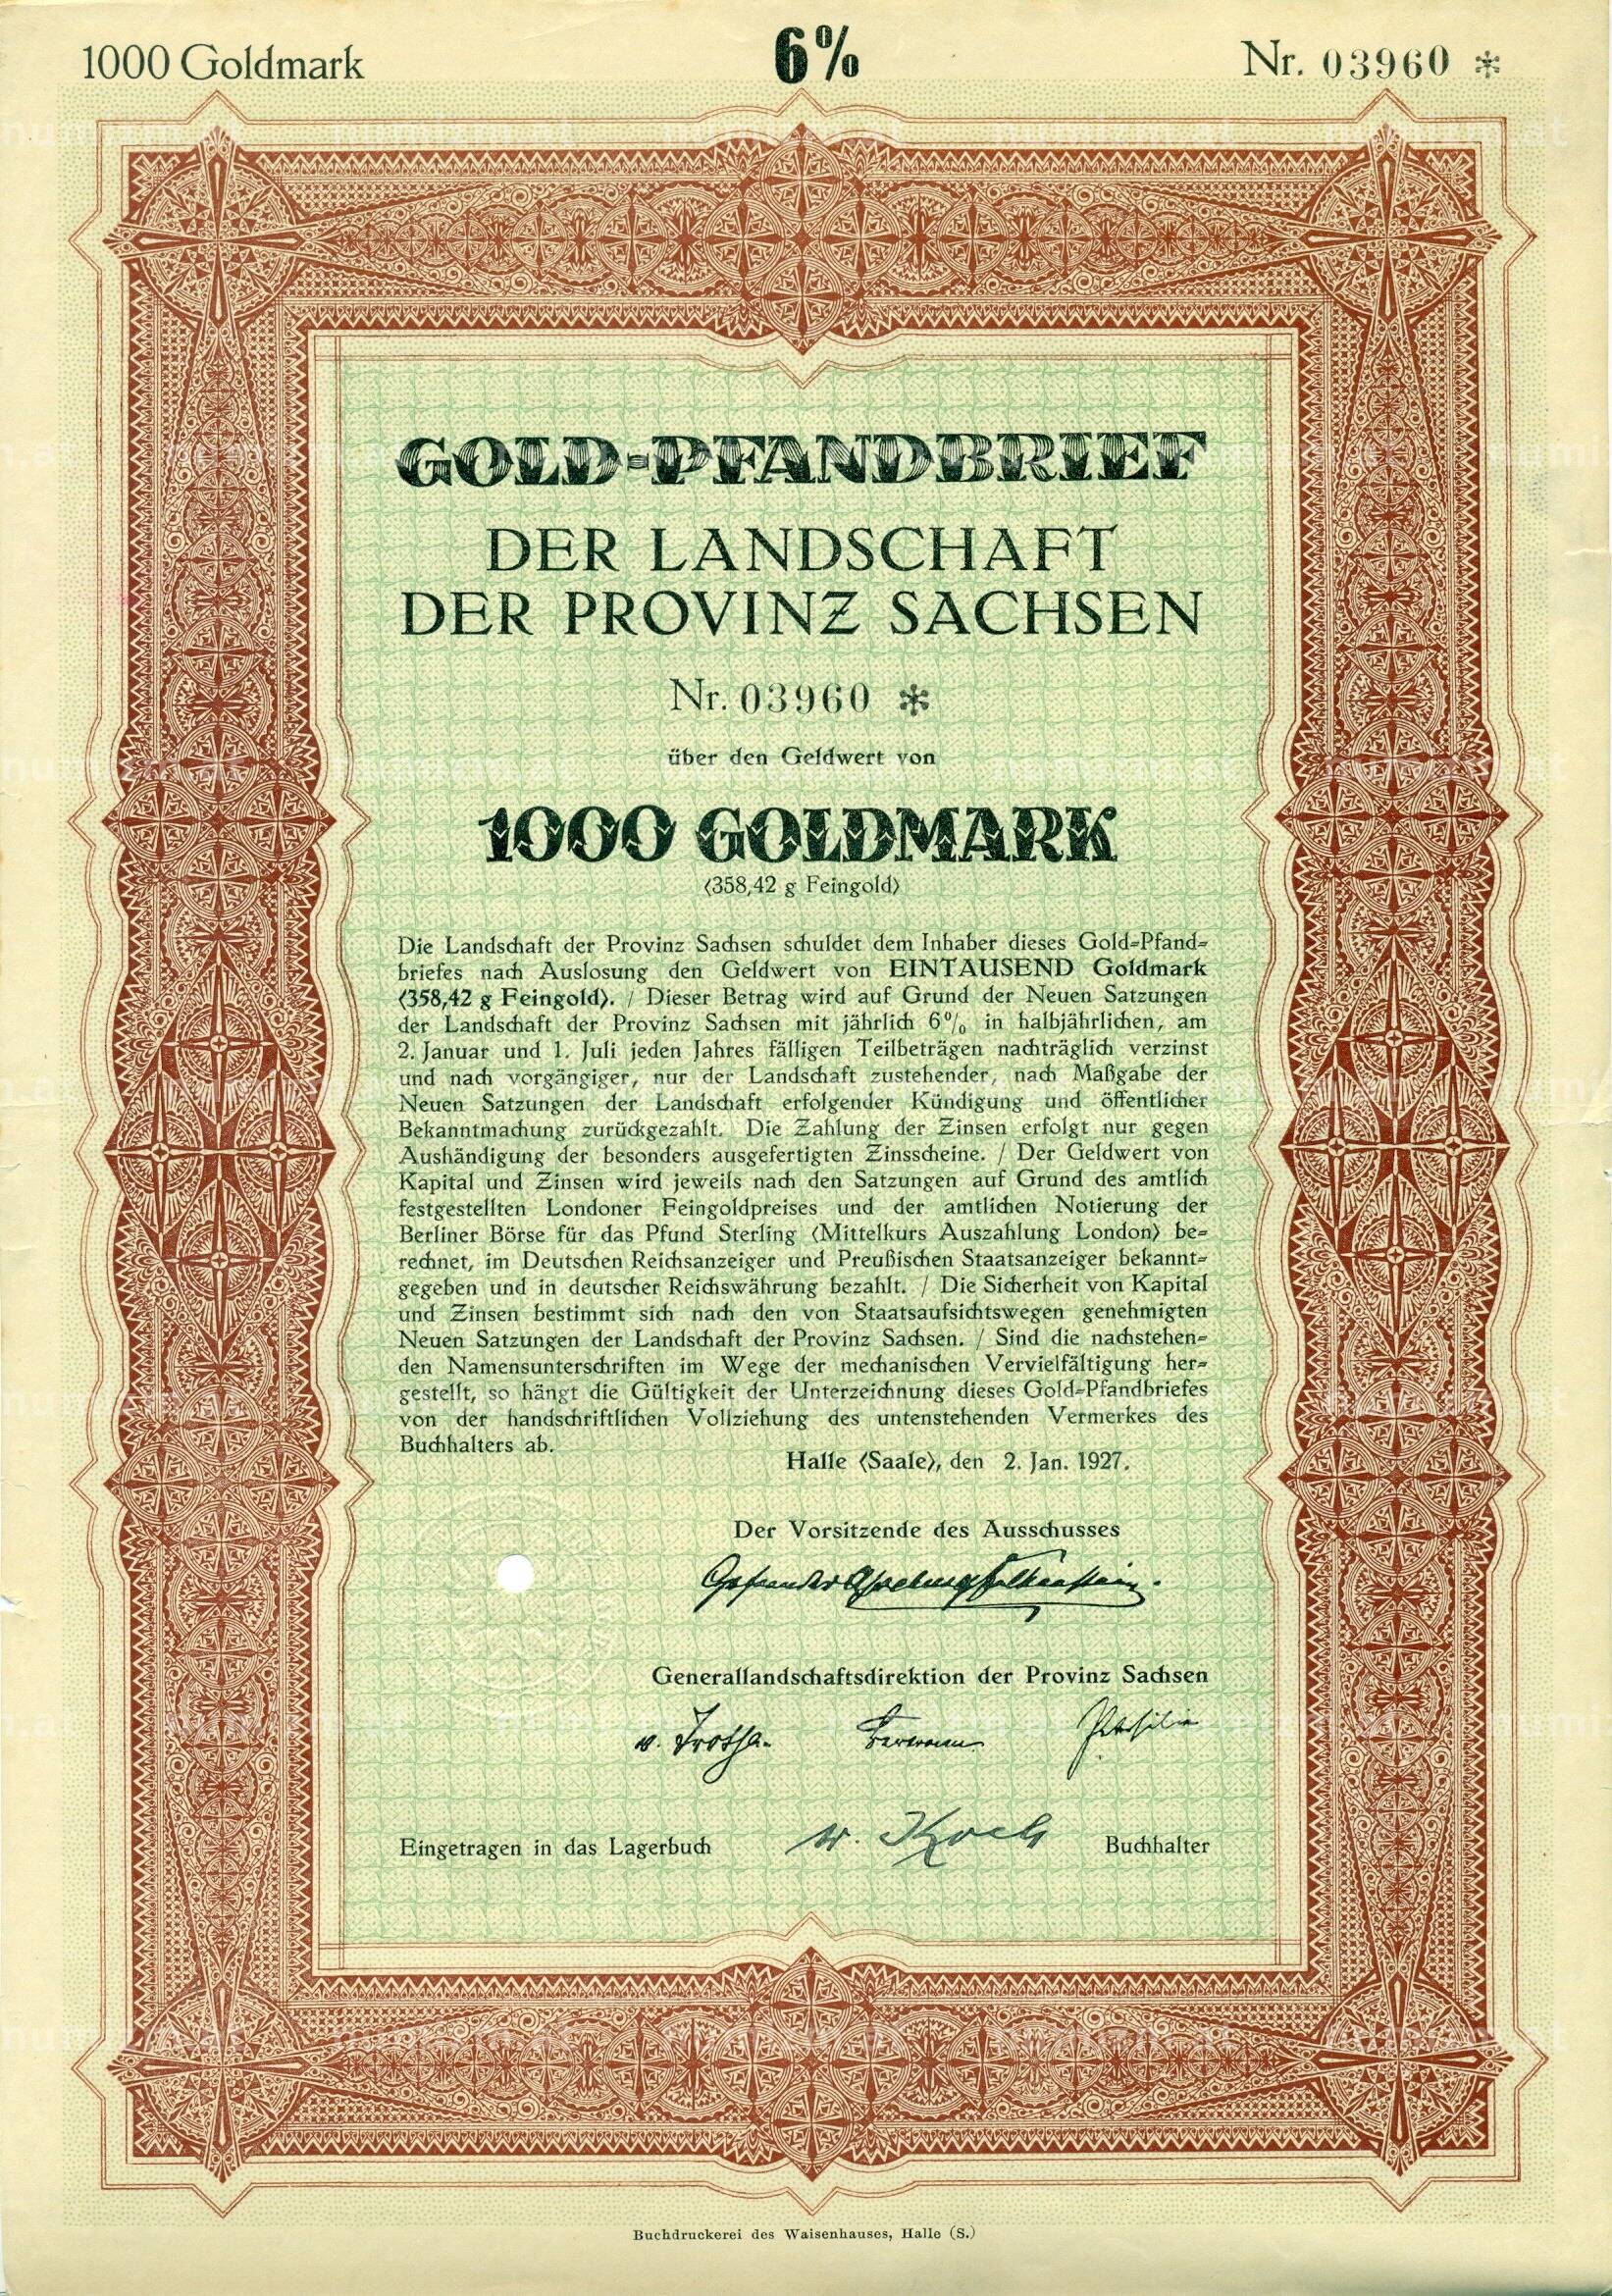 1000 Goldmark 6% Nr. 03960 *
GOLD=PFANDBRIEF
DER LANDSCHAFT
DER PROVINZ SACHSEN
Nr. 03960 *
über den Geldwert von
1000 GOLDMARK
(358,42 g Feingold)
Die Landschaft der Provinz Sachsen schuldet dem Inhaber dieses Gold=Pfand=
briefes nach Auslosung den Geldwert von EINTAUSEND Goldmark
(358,42 g Feingold). / Dieser Betrag wird auf Grund der Neuen Satzungen
der Landschaft der Provinz Sachsen mit jährlich 6% in halbjährlichen, am
2. Januar und 1. Juli jeden Jahres fälligen Teilbeträgen nachträglich verzinst
und nach vorgängiger, nur der Landschaft zustehender, nach Maßgabe der
Neuen Satzungen der Landschaft erfolgender Kündigung und öffentlicher
Bekanntmachung zurückgezahlt. Die Zahlung der Zinsen erfolgt nur gegen
Aushändigung der besonders ausgefertigten Zinsscheine. / Der Geldwert von
Kapital und Zinsen wird jeweils nach den Satzungen auf Grund des amtlich
festgestellten Londoner Feingoldpreises und der amtlichen Notierung der
Berliner Börse für das Pfund Sterling (Mittelkurs Auszahlung London) be=
rechnet, im Deutschen Reichsanzeiger und Preußischen Staatsanzeiger bekannt=
gegeben und in deutscher Reichswährung bezahlt. / Die Sicherheit von Kapital
und Zinsen bestimmt sich nach den von Staatsaufsichtswegen genehmigten
Neuen Satzungen der Landschaft der Provinz Sachsen. / Sind die nachstehen=
den Namensunterschriften im Wege der mechanischen Vervielfältigung her=
gestellt, so hängt die Gültigkeit der Unterzeichnung dieses Gold=Pfandbriefes
von der handschriftlichen Vollziehung des untenstehenden Vermerkes des
Buchhalters ab.
Halle (Saale), den 2. Jan. 1927.
Der Vorsitzende des Ausschusses
Generallandschaftsdirektion der Provinz Sachsen
v. Trotha.
Eingetragen in das Lagerbuch Koch Buchhalter
Buchdruckerei des Waisenhauses, Halle (S.)
numizm.at